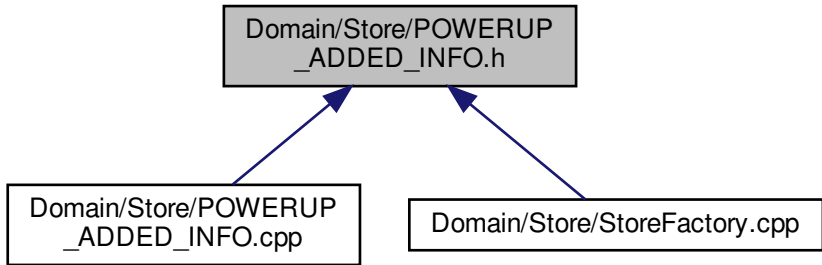 Domain/Store/POWERUP
_ADDED_INFO.h
Domain/Store/POWERUP
_ADDED_INFO.cpp
Domain/Store/StoreFactory.cpp